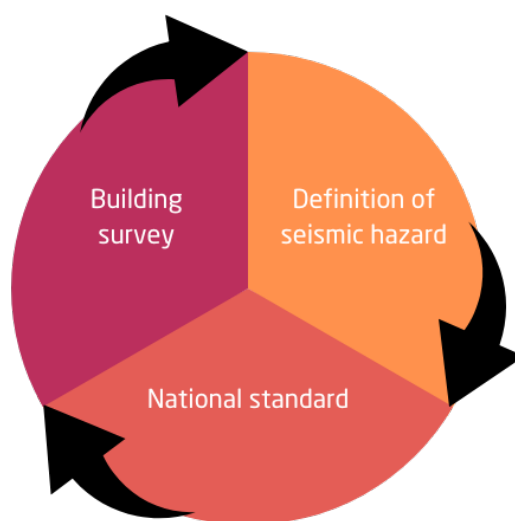 Building
survey
Definition of
seismic hazard
National standard